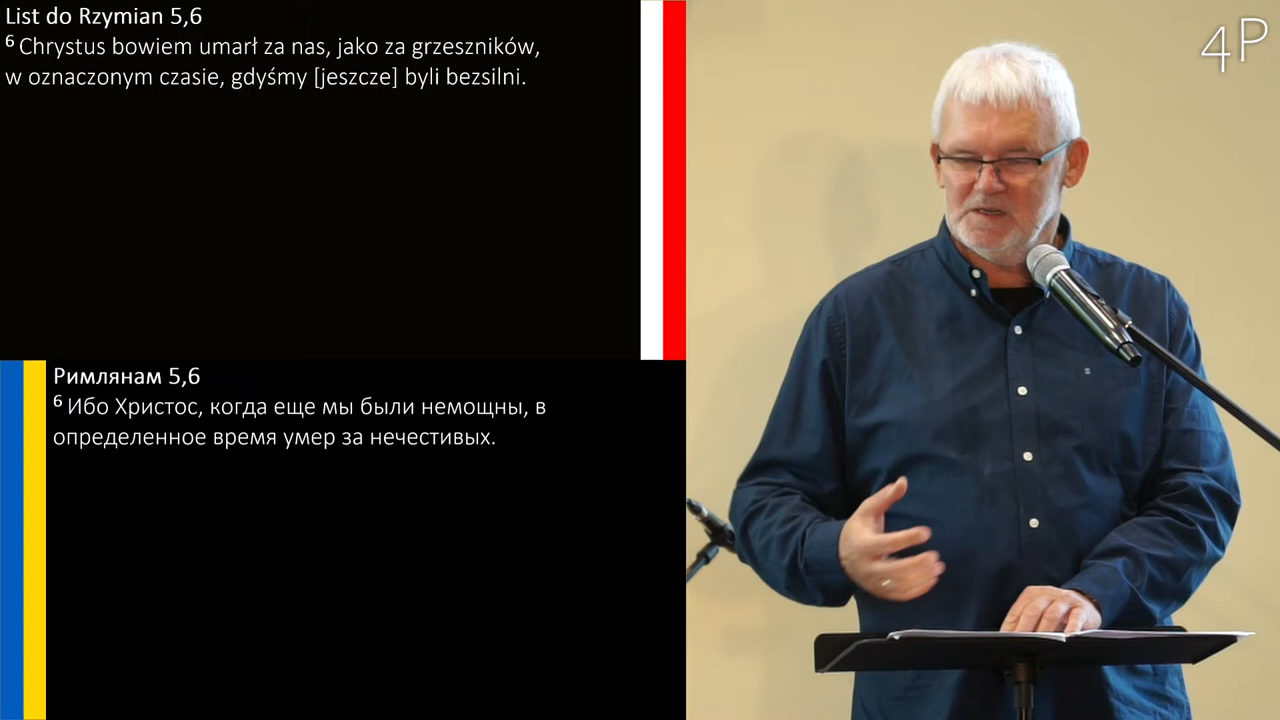 List do Rzymian 5,6
6 Chrystus bowiem umarł za nas, jako za grzeszników,
w oznaczonym czasie, gdyśmy [jeszcze] byli bezsilni.
Римлянам 5,6
6 Ибо Христос, когда еще мы были немощны, в
определенное время умер за нечестивых.
4P